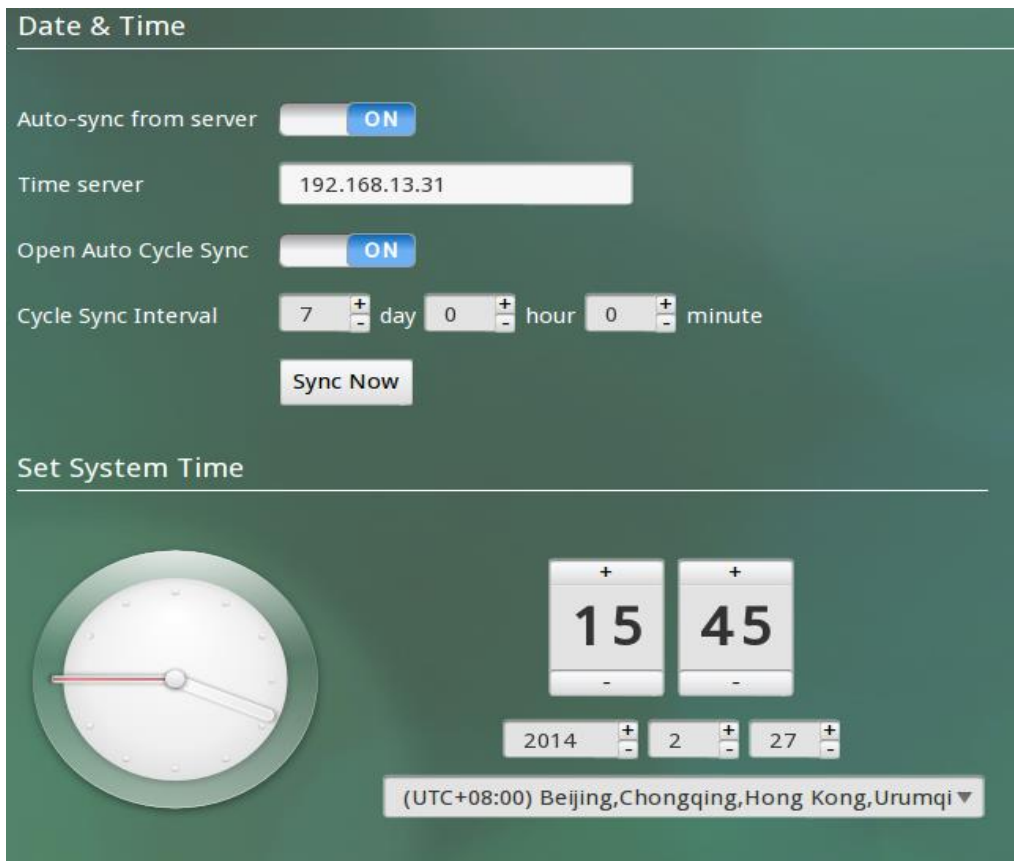 Date & Time
Auto-sync from server ON
Time server 192.168.13.31
Open Auto Cycle Sync ON
Cycle Sync Interval 7 + - day 0 + - hour 0 + - minute
Sync Now
Set System Time
+ +
15 45
- -
2014 + - 2 + - 27 + -
(UTC+08:00) Beijing,Chongqing,Hong Kong,Urumqi